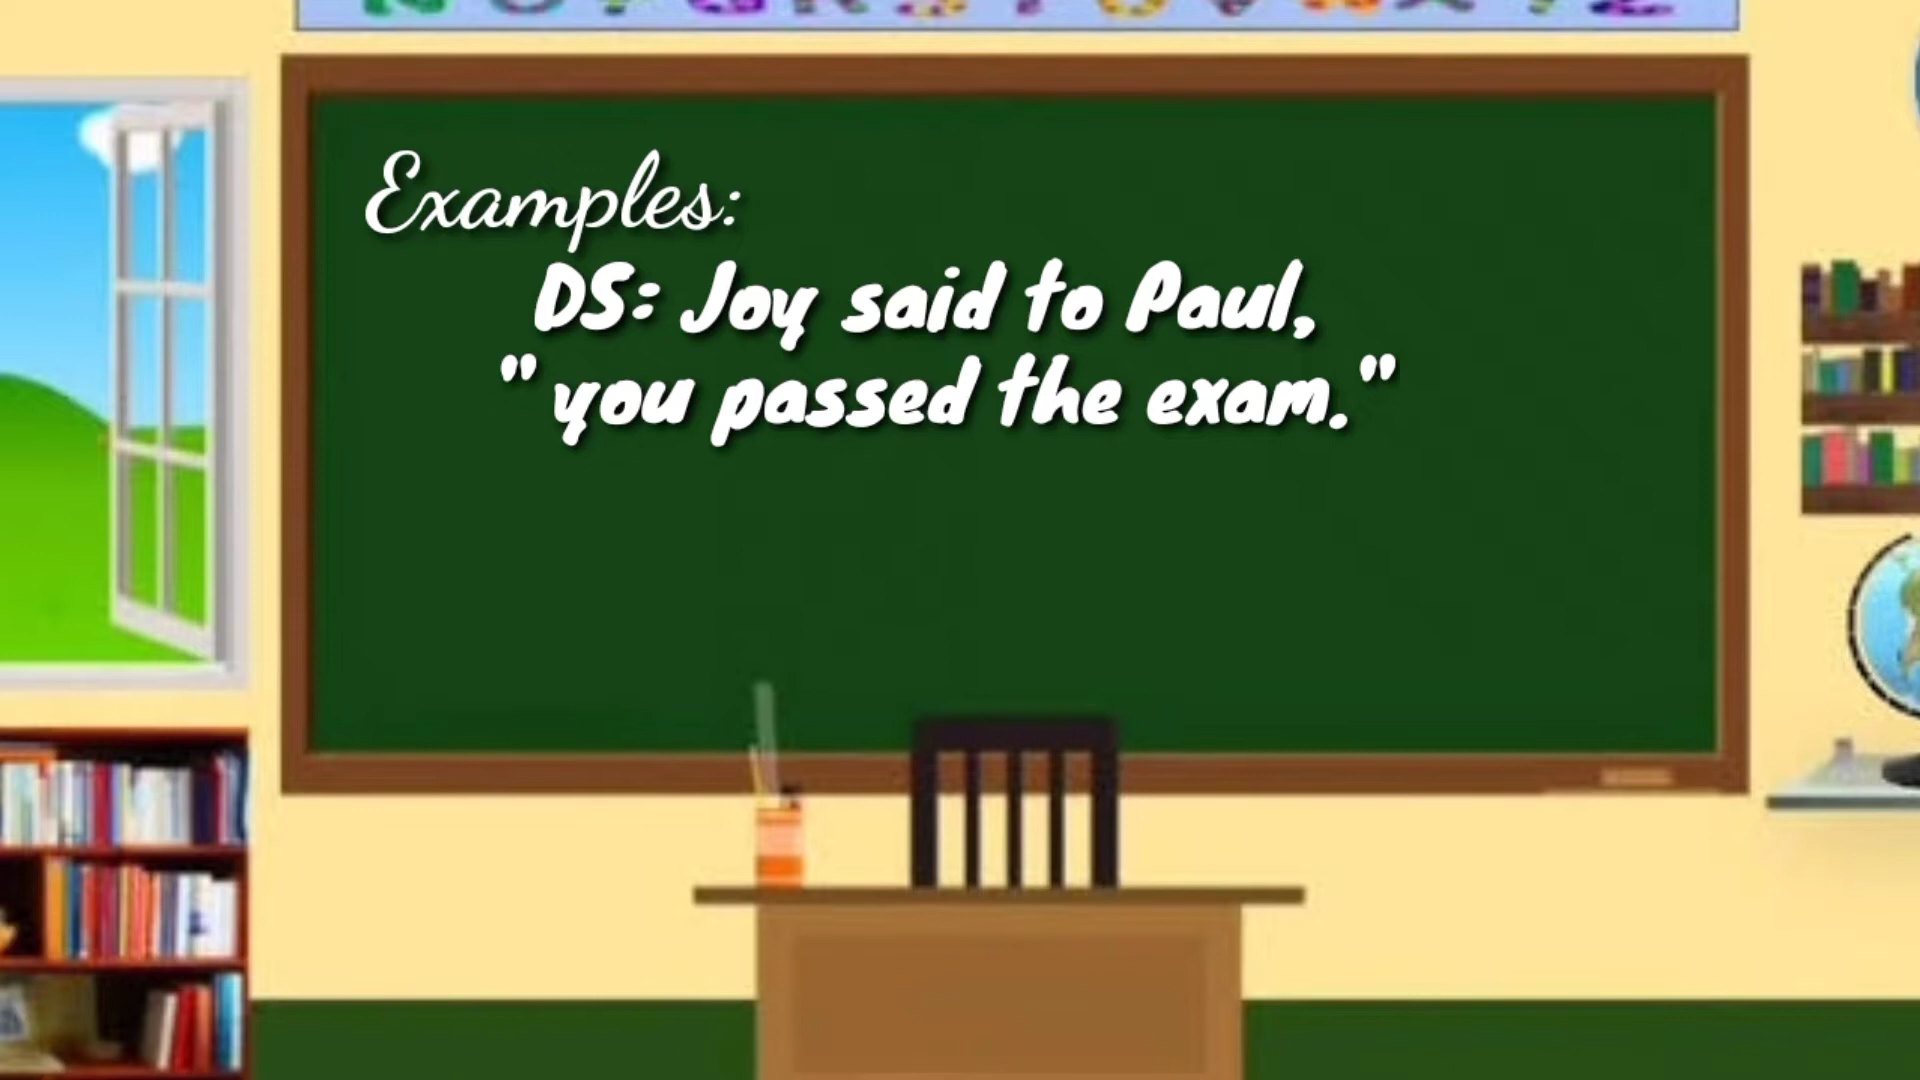 Examples:
DS: Joy said to Paul,
" you passed the exam."